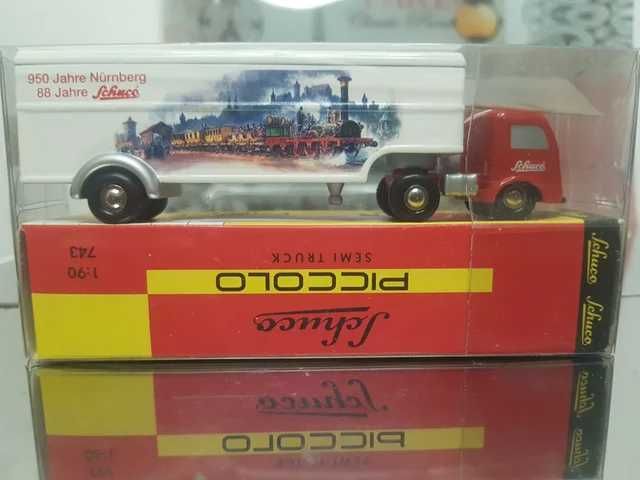 950 Jahre Nürnberg
88 Jahre Schuco
Schuco
1:90
743
SEMI TRUCK
PICCOLO
Schuco
Schuco Schuco